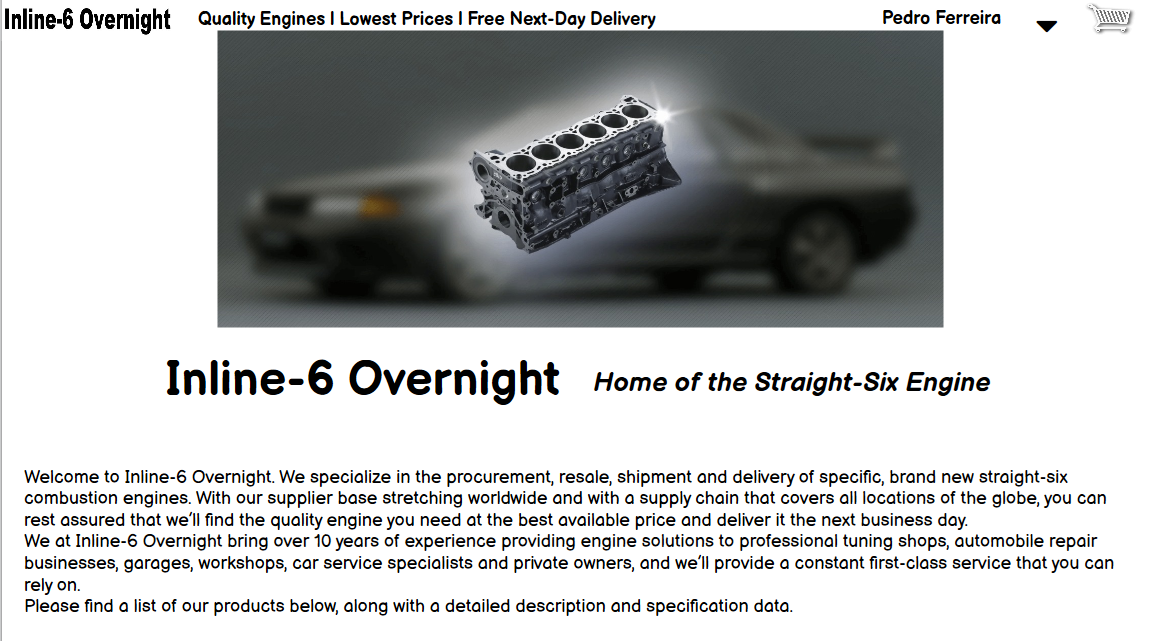 Inline-6 Overnight
Quality Engines I Lowest Prices I Free Next-Day Delivery
Pedro Ferreira
Inline-6 Overnight
Home of the Straight-Six Engine
Welcome to Inline-6 Overnight. We specialize in the procurement, resale, shipment and delivery of specific, brand new straight-six
combustion engines. With our supplier base stretching worldwide and with a supply chain that covers all locations of the globe, you can
rest assured that we'll find the quality engine you need at the best available price and deliver it the next business day.
We at Inline-6 Overnight bring over 10 years of experience providing engine solutions to professional tuning shops, automobile repair
businesses, garages, workshops, car service specialists and private owners, and we'll provide a constant first-class service that you can
rely on.
Please find a list of our products below, along with a detailed description and specification data.